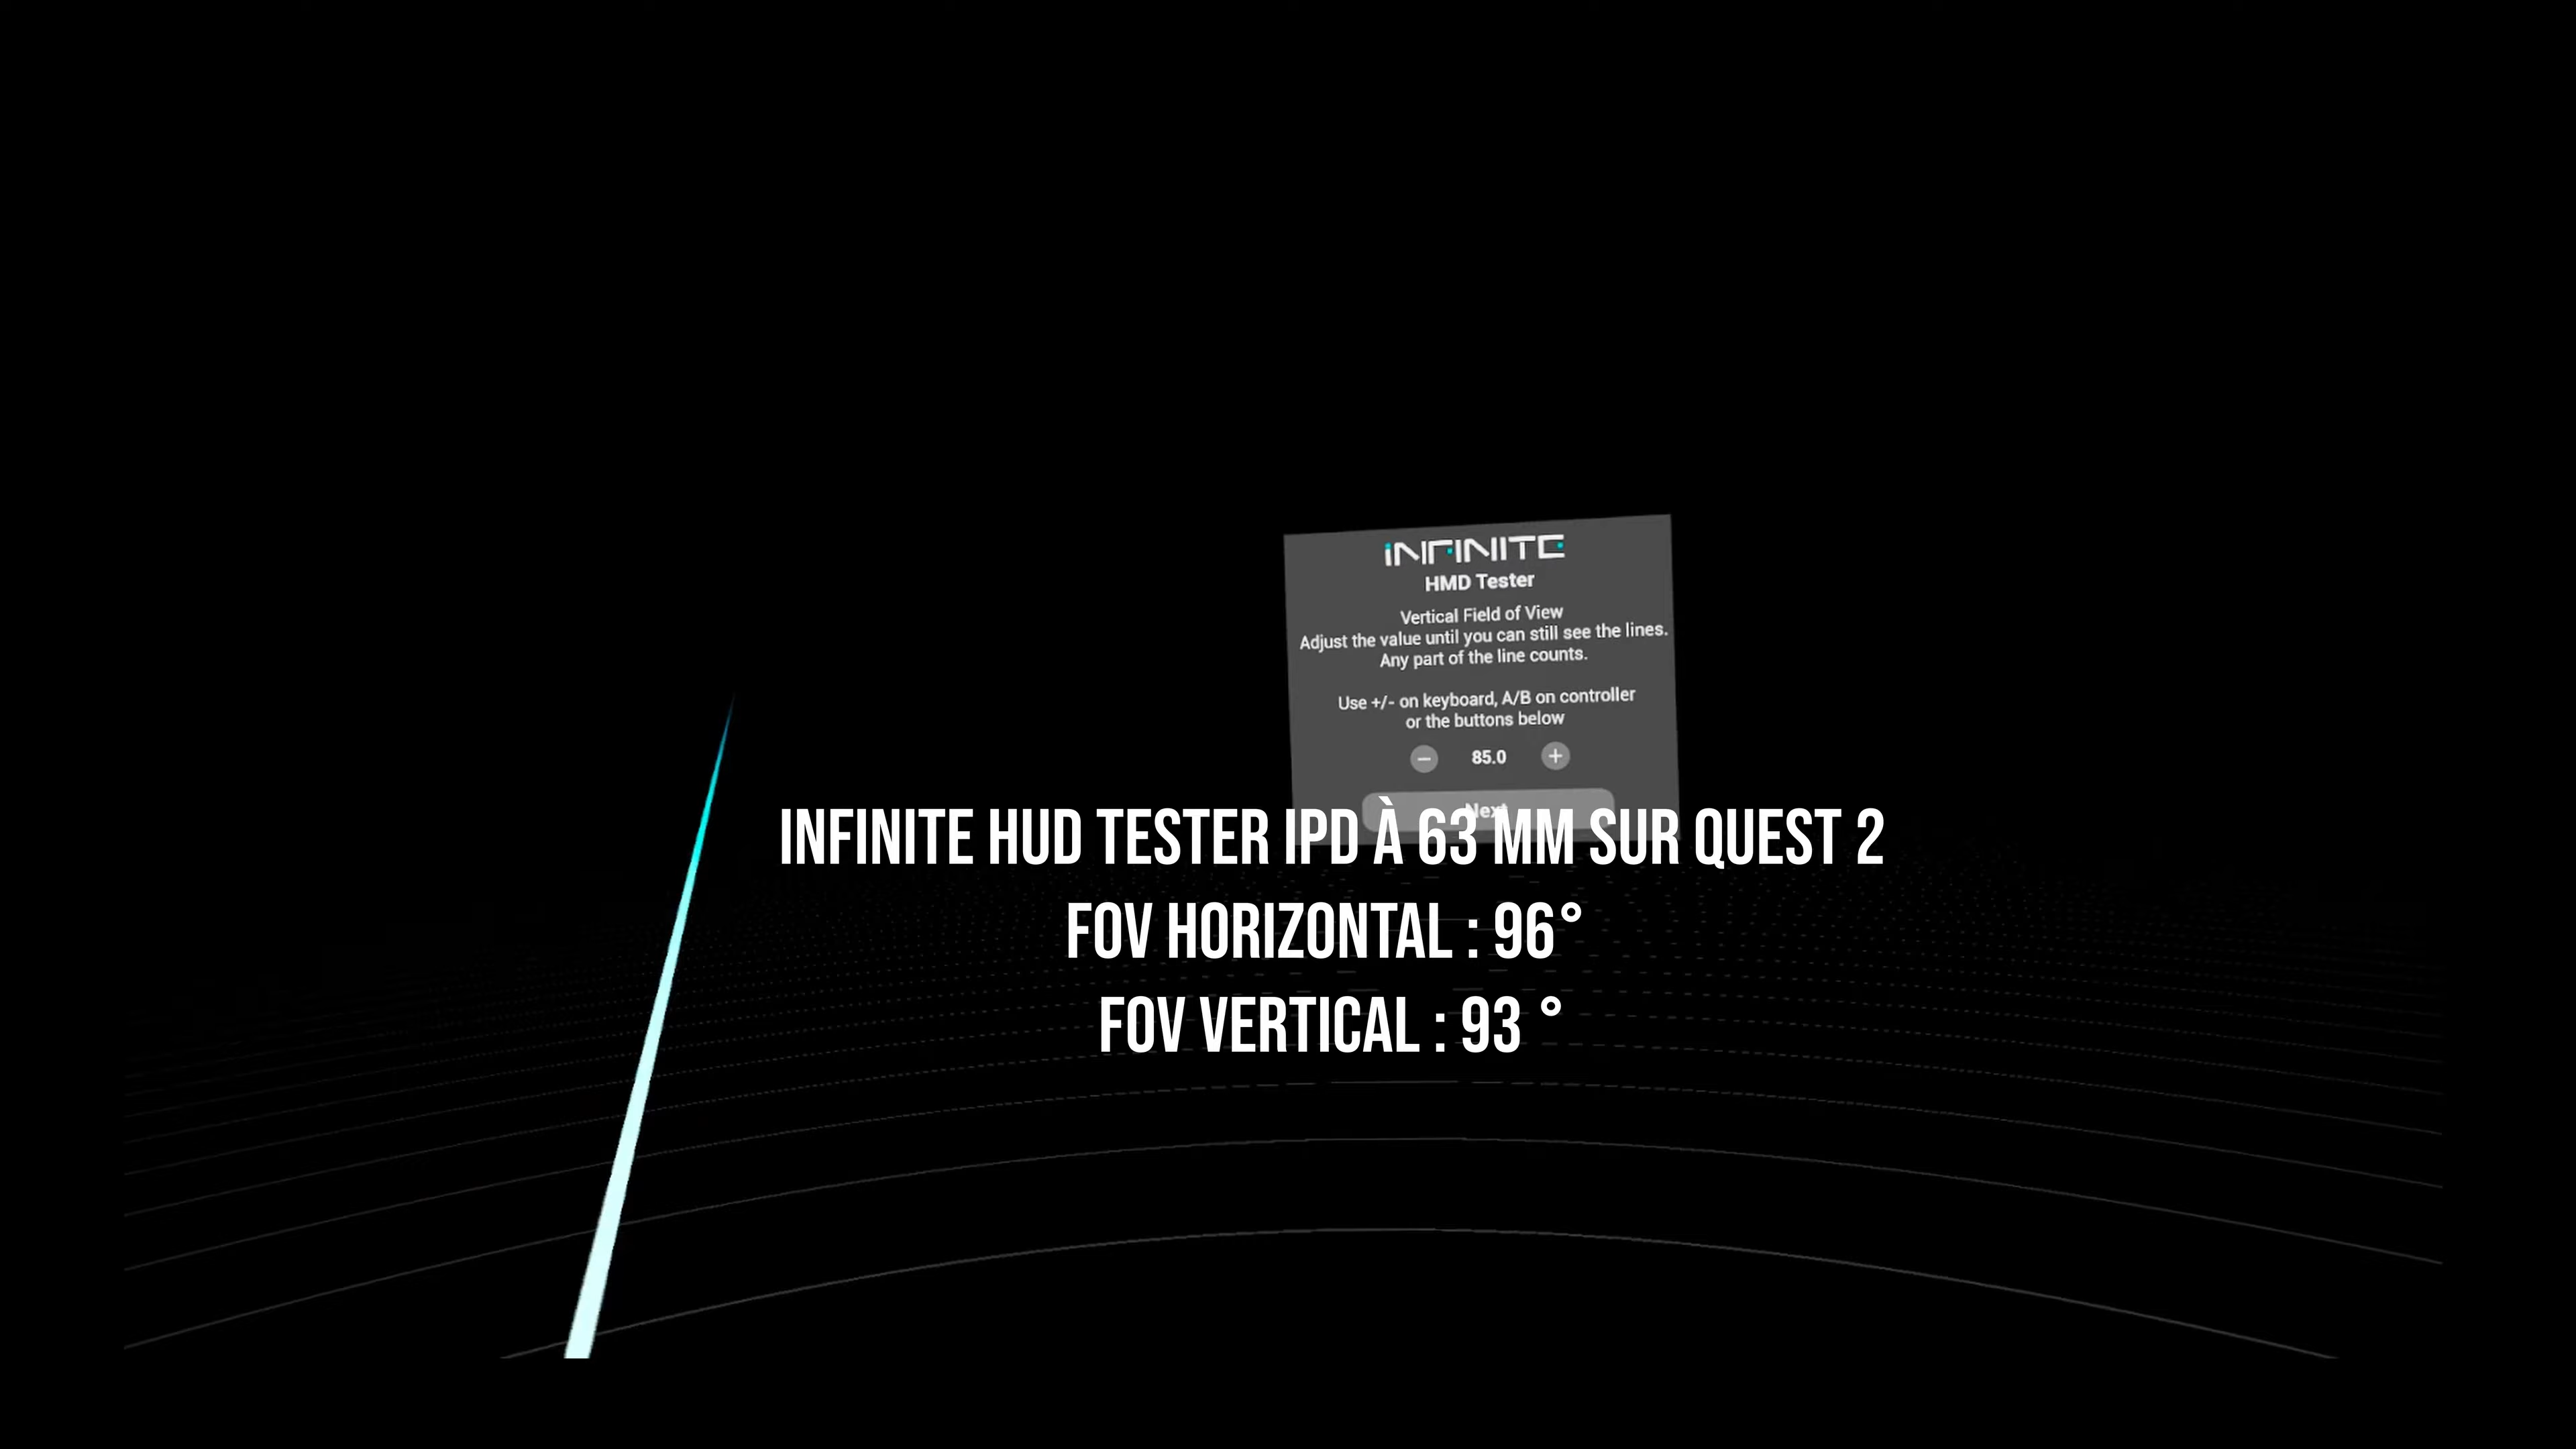 iNFINITE
HMD Tester
Vertical Field of View
Adjust the value until you can still see the lines.
Any part of the line counts.
Use +/- on keyboard, A/B on controller
or the buttons below
− 85.0 +
Next
INFINITE HUD TESTER IPD À 63 MM SUR QUEST 2
FOV HORIZONTAL : 96°
FOV VERTICAL : 93 °